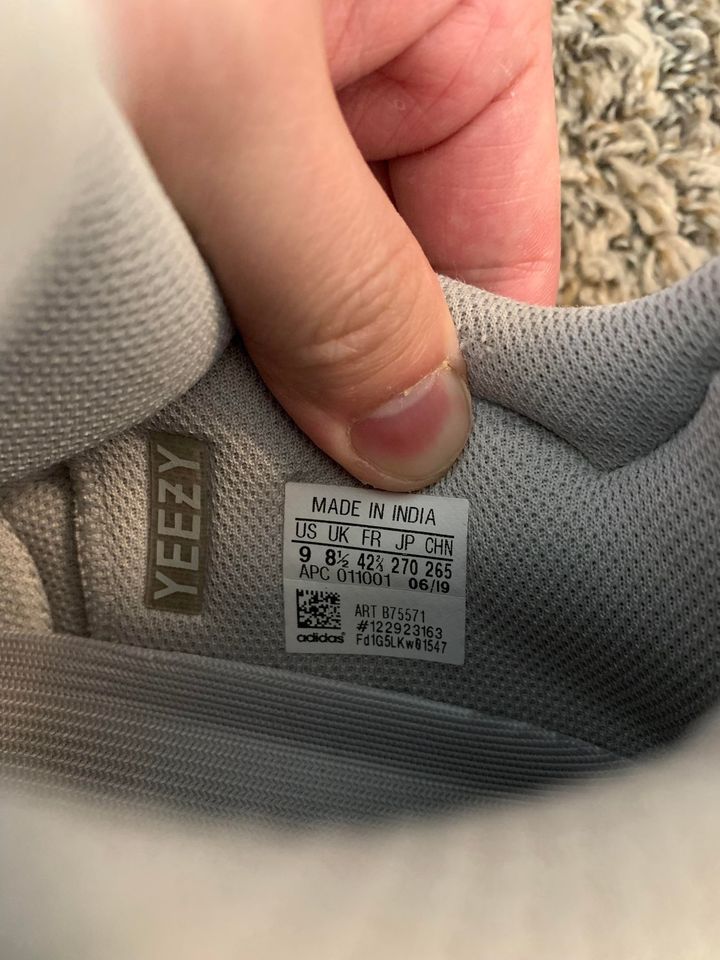 YEEZY
MADE IN INDIA
US UK FR JP CHN
9 8½ 42⅔ 270 265
APC 011001 06/19
ART B75571
#122923163
adidas Fd1G5LKw01547